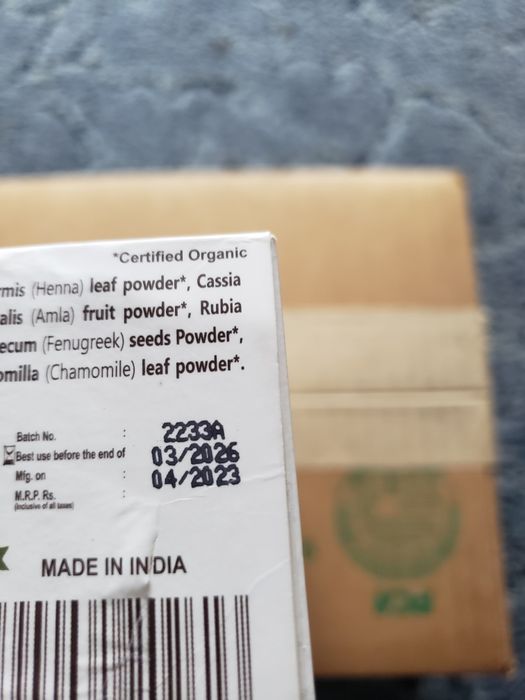 *Certified Organic
rmis (Henna) leaf powder*, Cassia
alis (Amla) fruit powder*, Rubia
ecum (Fenugreek) seeds Powder*,
omilla (Chamomile) leaf powder*.
Batch No. : 2233A
Best use before the end of : 03/2026
Mfg. on : 04/2023
M.R.P. Rs. :
(Inclusive of all taxes)
MADE IN INDIA